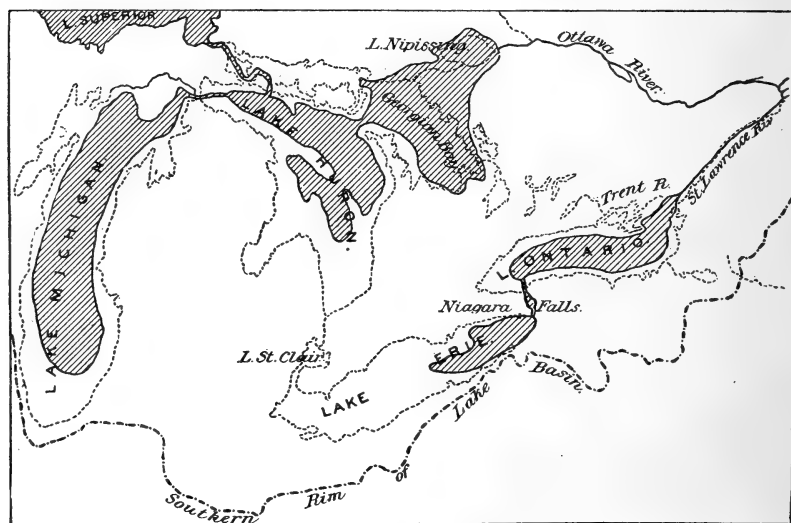 L. SUPERIOR
L. Nipissing
Ottawa River.
Georgian Bay
LAKE HURON.
LAKE MICHIGAN
Trent R.
St. Lawrence Riv
L. ONTARIO.
Niagara Falls.
L. St. Clair
LAKE ERIE.
Southern Rim of Lake Basin.